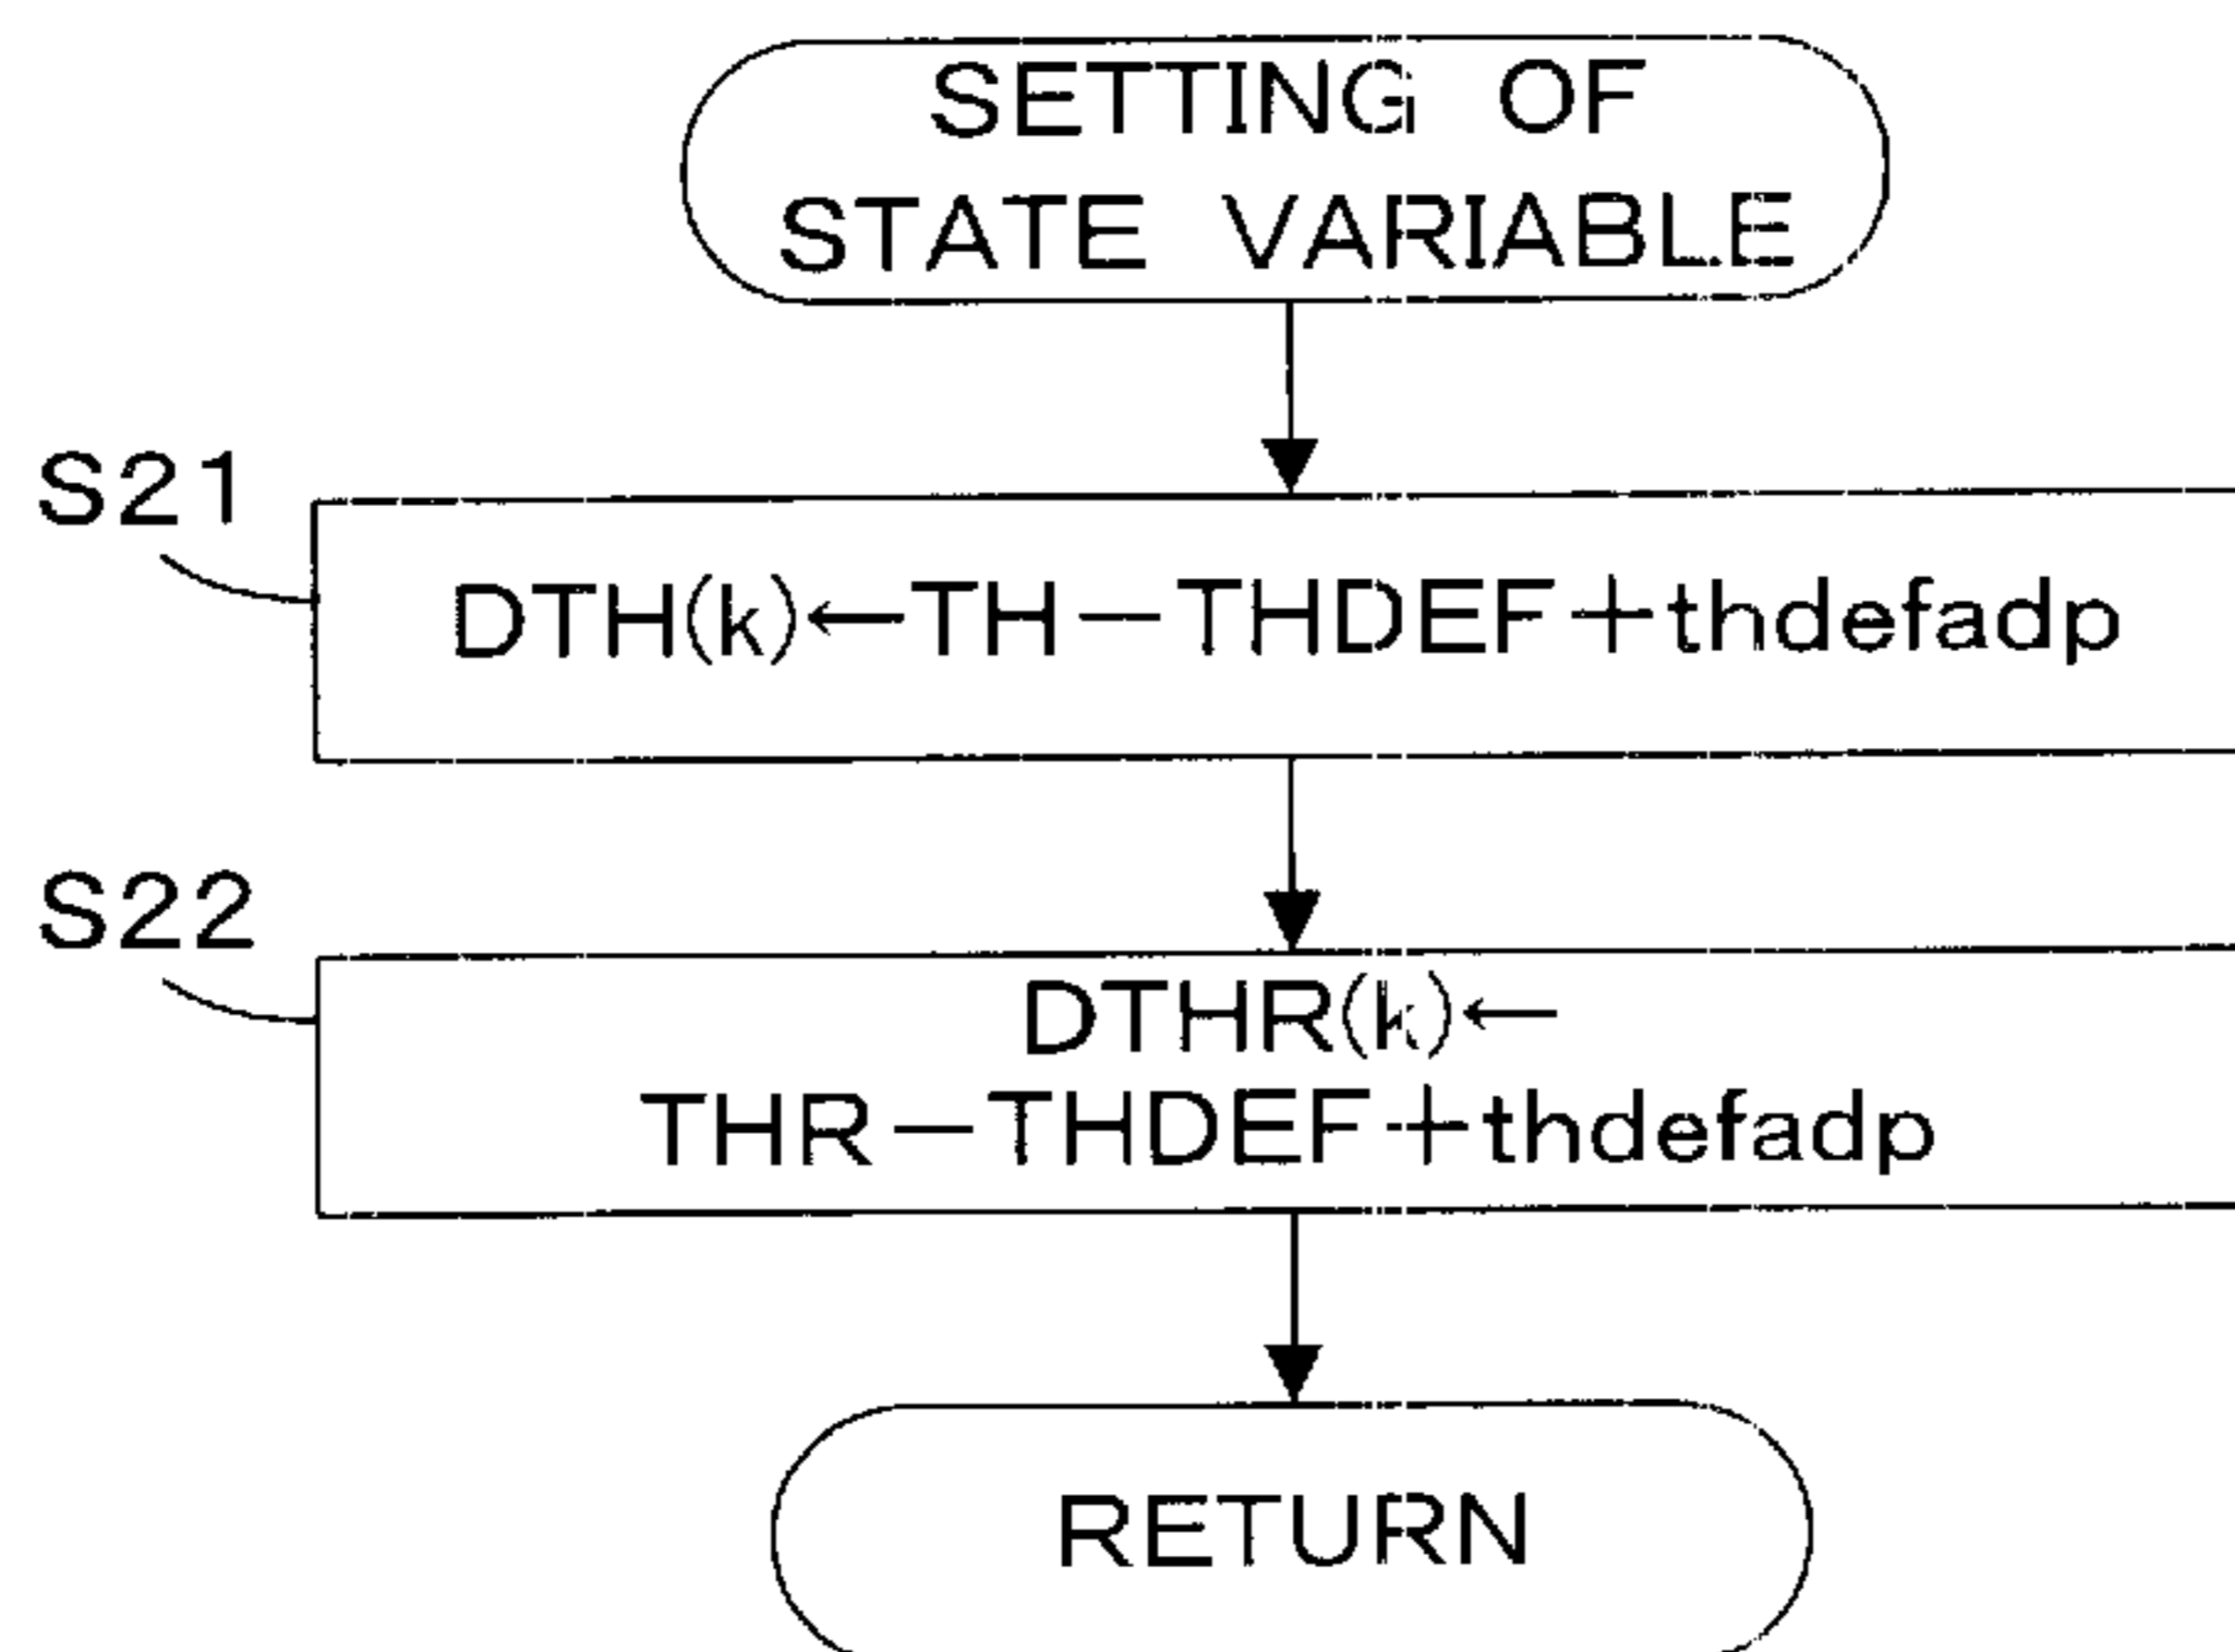 SETTING OF
STATE VARIABLE
S21
DTH(k)←TH−THDEF+thdefadp
S22
DTHR(k)←
THR−THDEF+thdefadp
RETURN